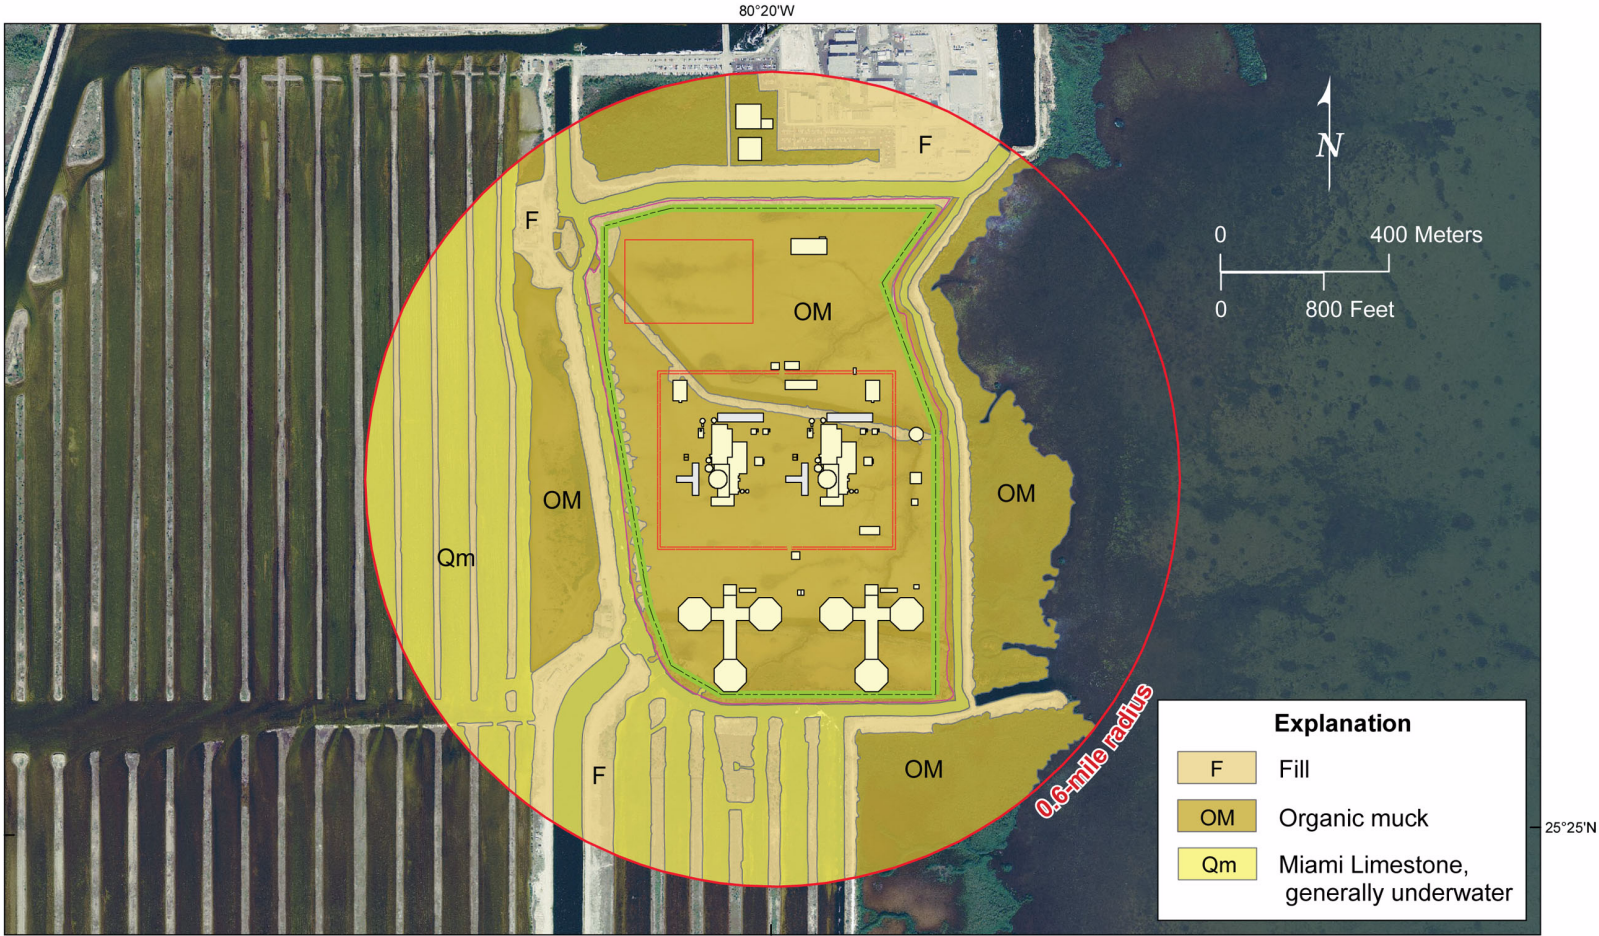 80°20'W
F
N
F
0 400 Meters
0 800 Feet
OM
OM
OM
Qm
0.6-mile radius
F
OM
Explanation
F Fill
OM Organic muck
Qm Miami Limestone,
generally underwater
25°25'N